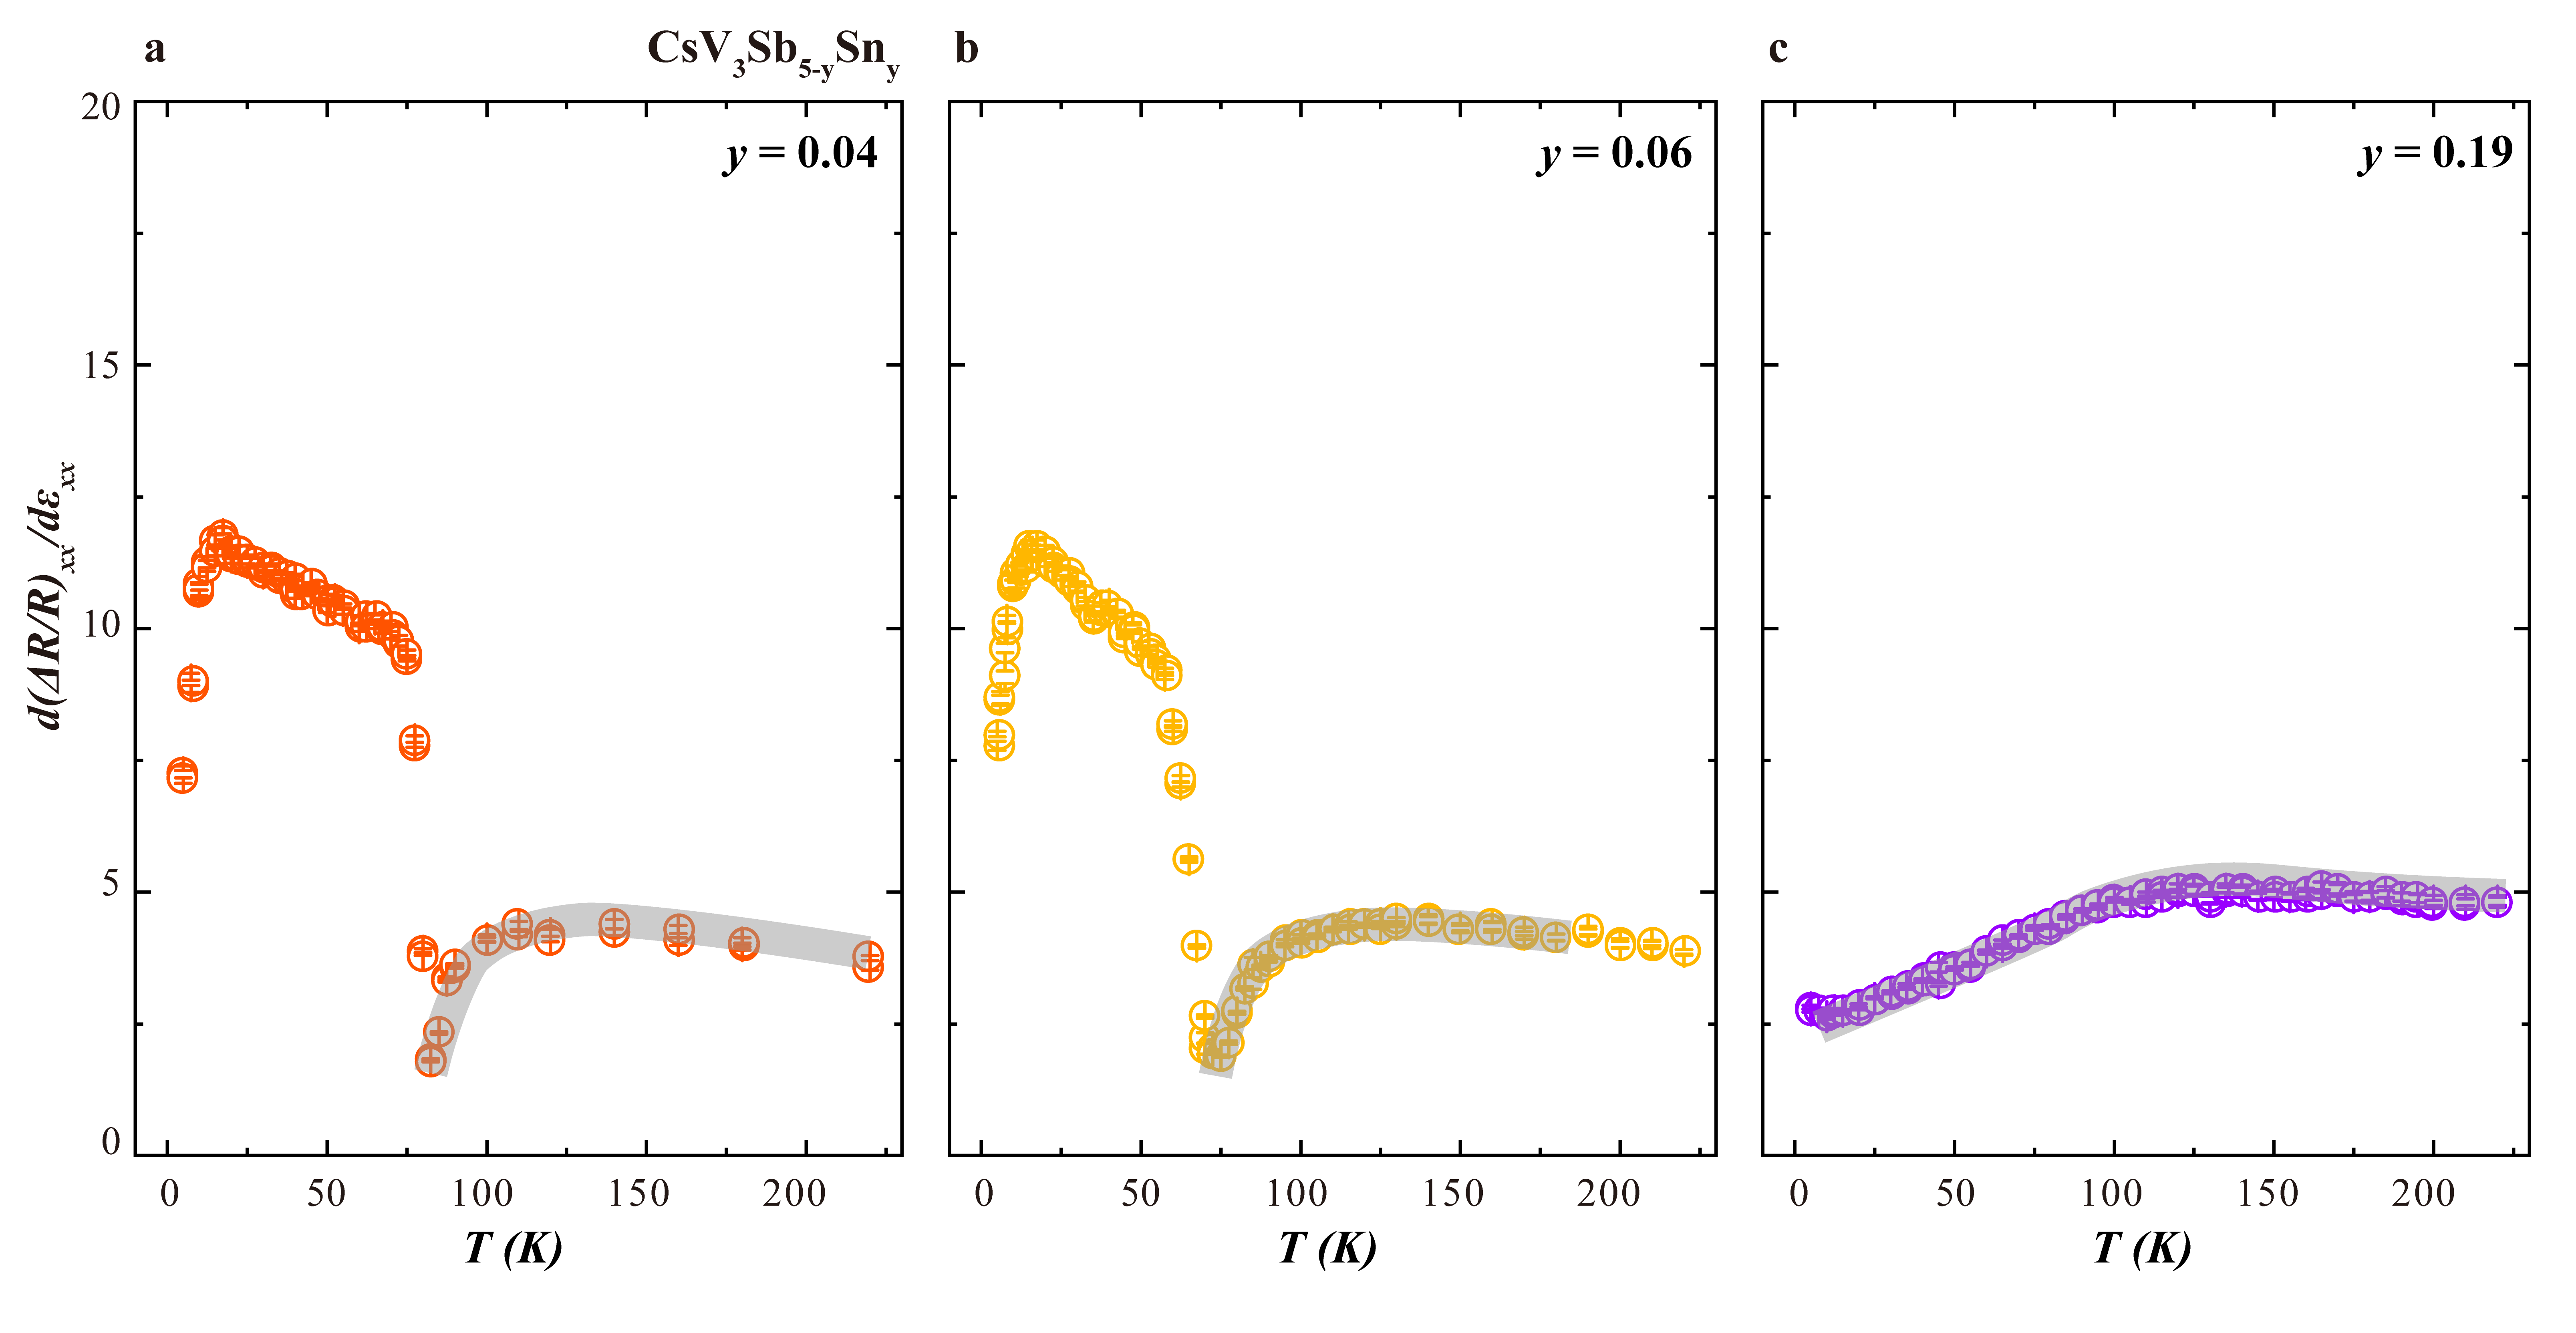 a CsV3Sb5-ySny b c
20
y = 0.04 y = 0.06 y = 0.19
15
10
5
0
d(ΔR/R)xx/dεxx
0 50 100 150 200 0 50 100 150 200 0 50 100 150 200
T (K) T (K) T (K)